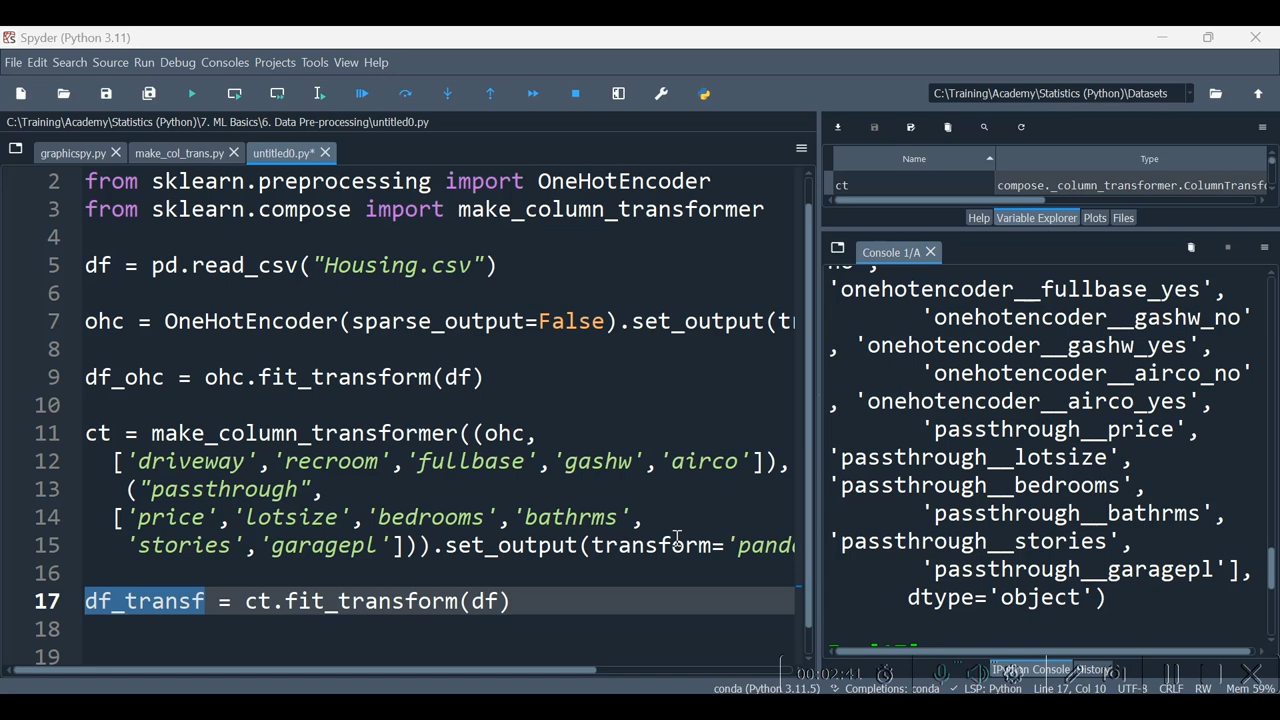 Spyder (Python 3.11)
File Edit Search Source Run Debug Consoles Projects Tools View Help
C:\Training\Academy\Statistics (Python)\Datasets
C:\Training\Academy\Statistics (Python)\7. ML Basics\6. Data Pre-processing\untitled0.py
graphicspy.py
make_col_trans.py
untitled0.py*
2 from sklearn.preprocessing import OneHotEncoder
3 from sklearn.compose import make_column_transformer
4
5 df = pd.read_csv("Housing.csv")
6
7 ohc = OneHotEncoder(sparse_output=False).set_output(t
8
9 df_ohc = ohc.fit_transform(df)
10
11 ct = make_column_transformer((ohc,
12 ['driveway','recroom','fullbase','gashw','airco']),
13 ("passthrough",
14 ['price','lotsize','bedrooms','bathrms',
15 'stories','garagepl'])).set_output(transform='pand
16
17 df_transf = ct.fit_transform(df)
18
19
Name Type
ct compose._column_transformer.ColumnTransf
Help Variable Explorer Plots Files
Console 1/A
'onehotencoder__fullbase_yes',
'onehotencoder__gashw_no'
, 'onehotencoder__gashw_yes',
'onehotencoder__airco_no'
, 'onehotencoder__airco_yes',
'passthrough__price',
'passthrough__lotsize',
'passthrough__bedrooms',
'passthrough__bathrms',
'passthrough__stories',
'passthrough__garagepl'],
dtype='object')
IPython Console History
00:02:41
conda (Python 3.11.5) Completions: conda LSP: Python Line 17, Col 10 UTF-8 CRLF RW Mem 59%